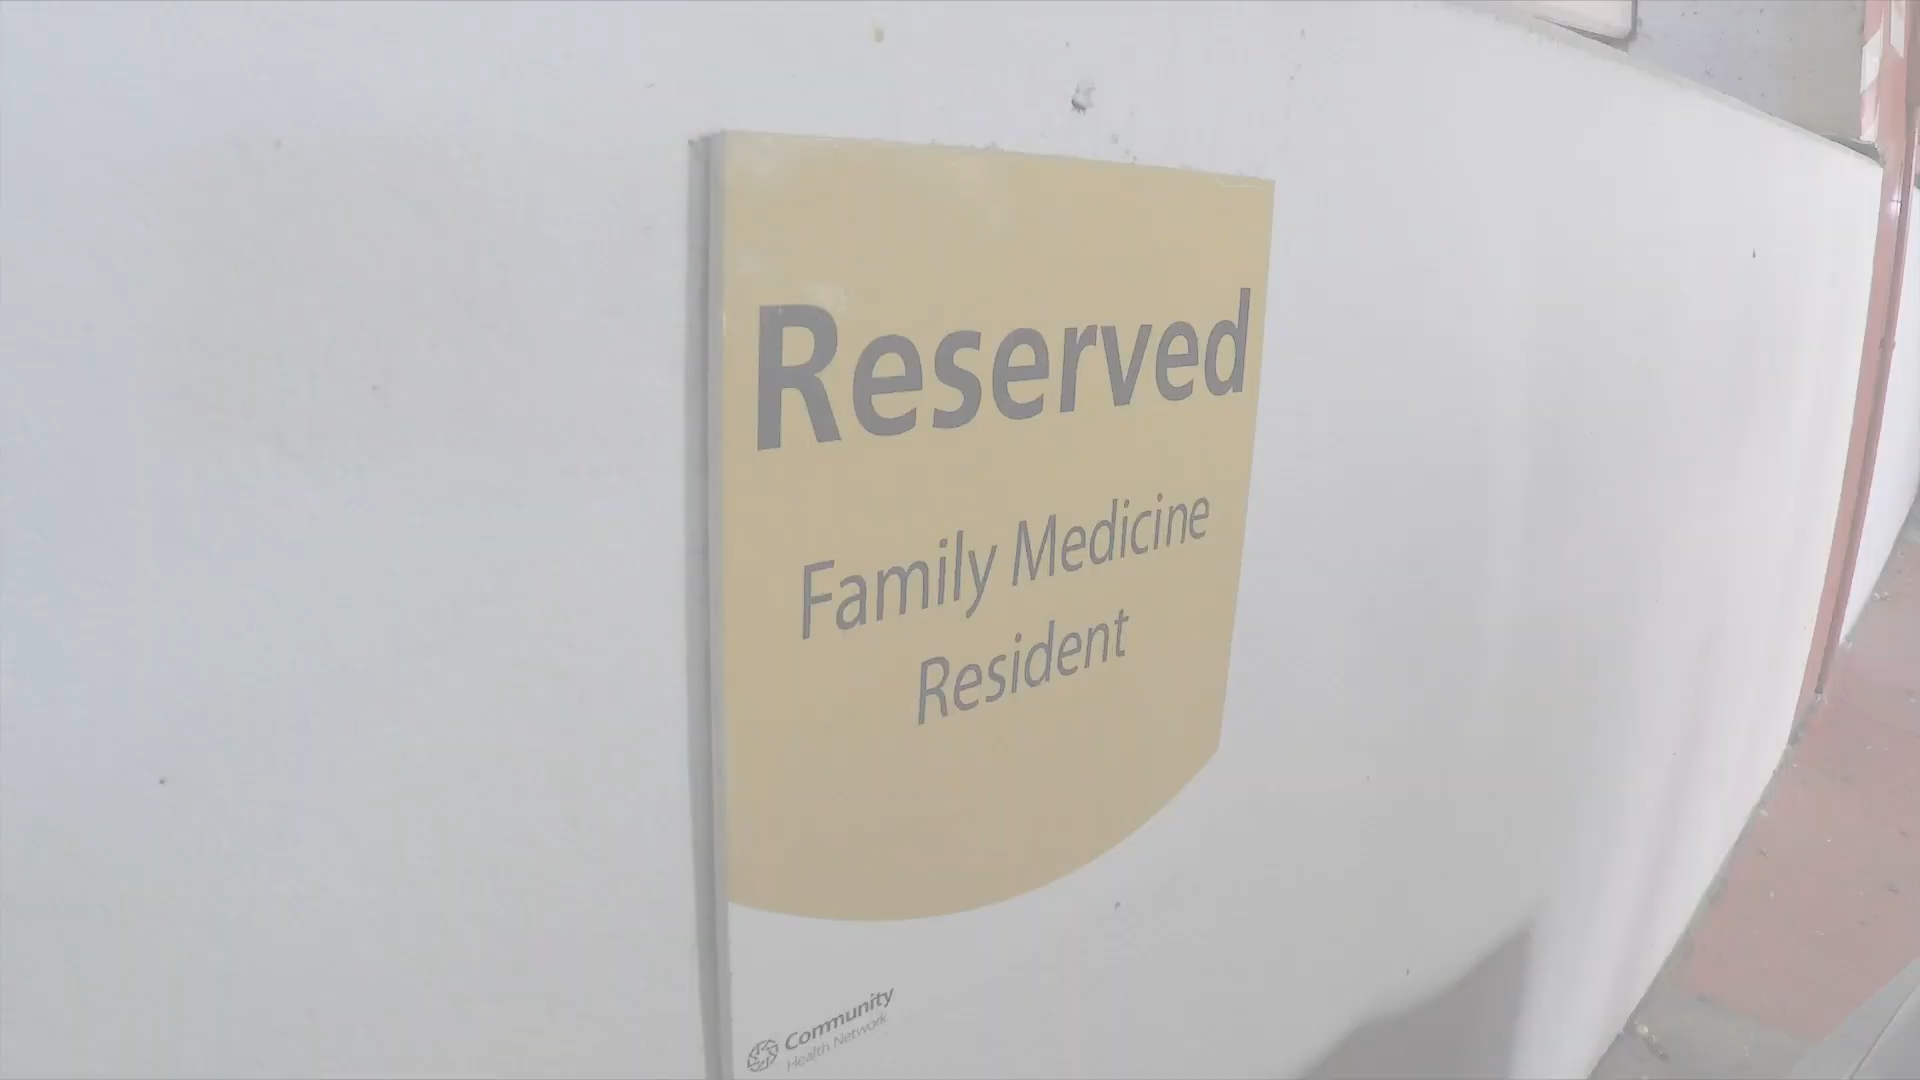 Reserved
Family Medicine
Resident
Community
Health Network